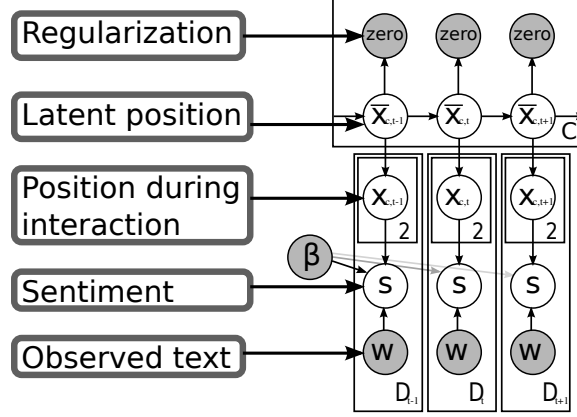 Regularization
zero zero zero
Latent position
x̅c,t-1 x̅c,t x̅c,t+1
C
Position during
interaction
xc,t-1 xc,t xc,t+1
2 2 2
β
Sentiment
s s s
Observed text
w w w
Dt-1 Dt Dt+1